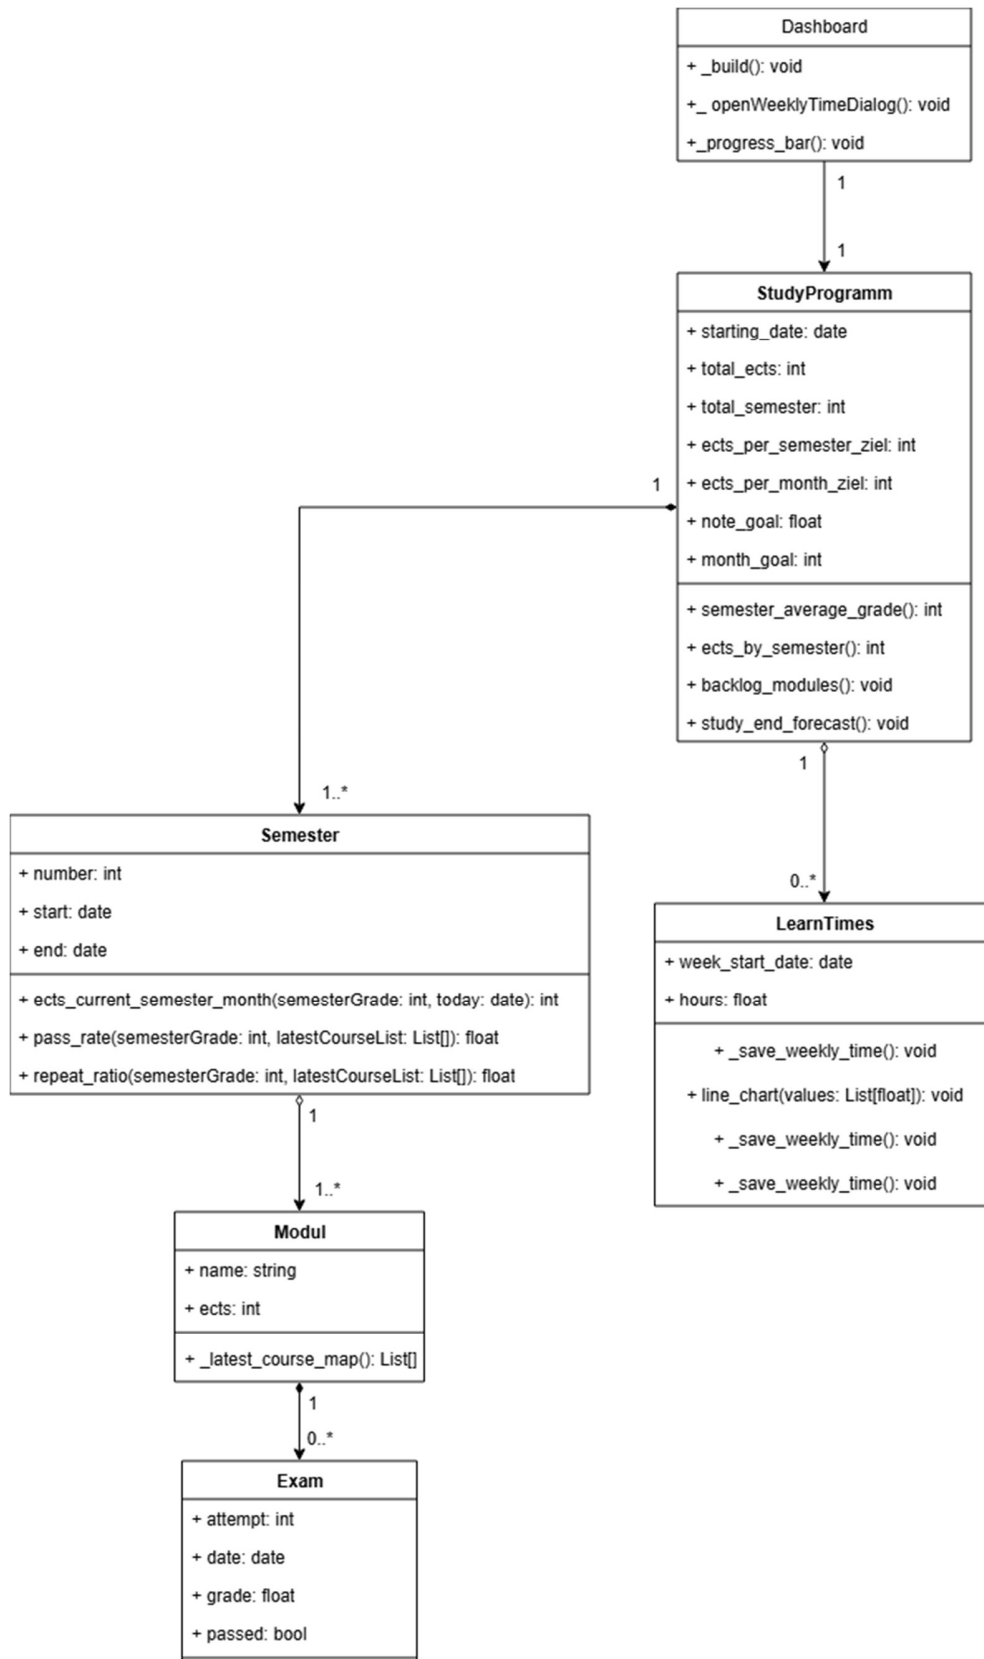 Dashboard
+ _build(): void
+_ openWeeklyTimeDialog(): void
+_progress_bar(): void
1
1
StudyProgramm
+ starting_date: date
+ total_ects: int
+ total_semester: int
+ ects_per_semester_ziel: int
+ ects_per_month_ziel: int
+ note_goal: float
+ month_goal: int
+ semester_average_grade(): int
+ ects_by_semester(): int
+ backlog_modules(): void
+ study_end_forecast(): void
1
1..*
Semester
+ number: int
+ start: date
+ end: date
+ ects_current_semester_month(semesterGrade: int, today: date): int
+ pass_rate(semesterGrade: int, latestCourseList: List[]): float
+ repeat_ratio(semesterGrade: int, latestCourseList: List[]): float
1
0..*
LearnTimes
+ week_start_date: date
+ hours: float
+ _save_weekly_time(): void
+ line_chart(values: List[float]): void
+ _save_weekly_time(): void
+ _save_weekly_time(): void
1
1..*
Modul
+ name: string
+ ects: int
+ _latest_course_map(): List[]
1
0..*
Exam
+ attempt: int
+ date: date
+ grade: float
+ passed: bool